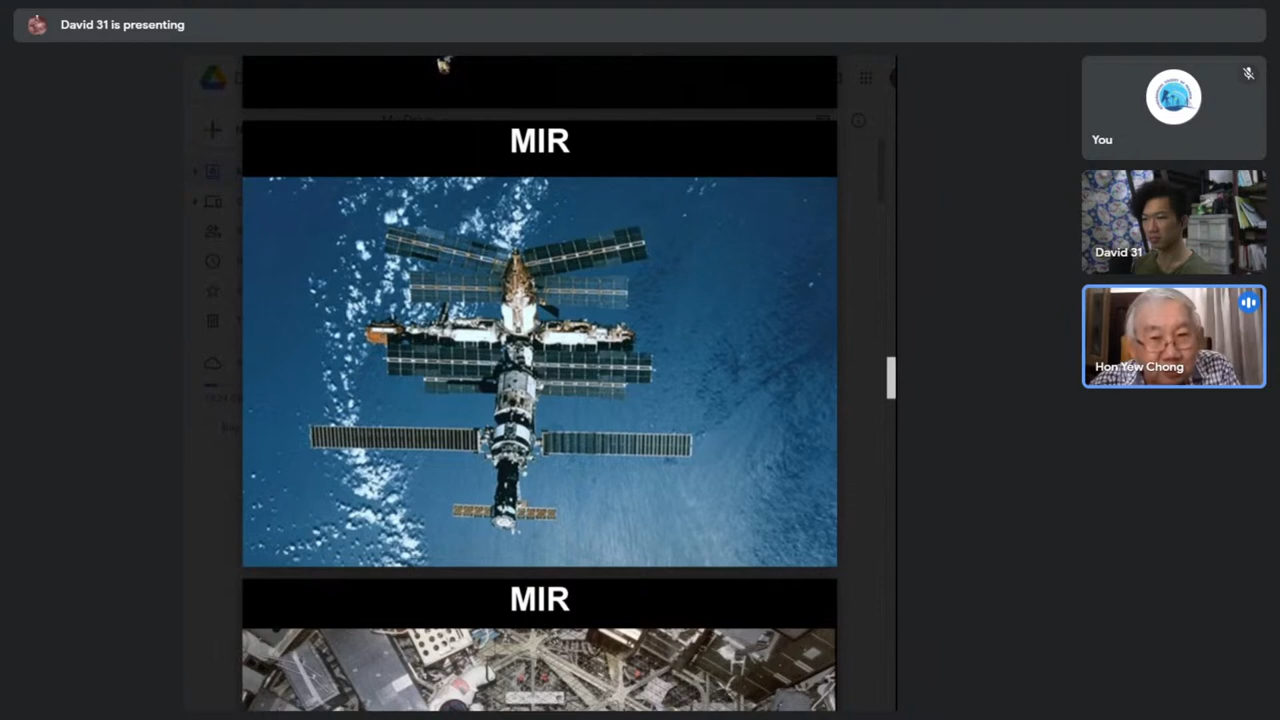 David 31 is presenting
MIR
You
David 31
Hon Yew Chong
MIR